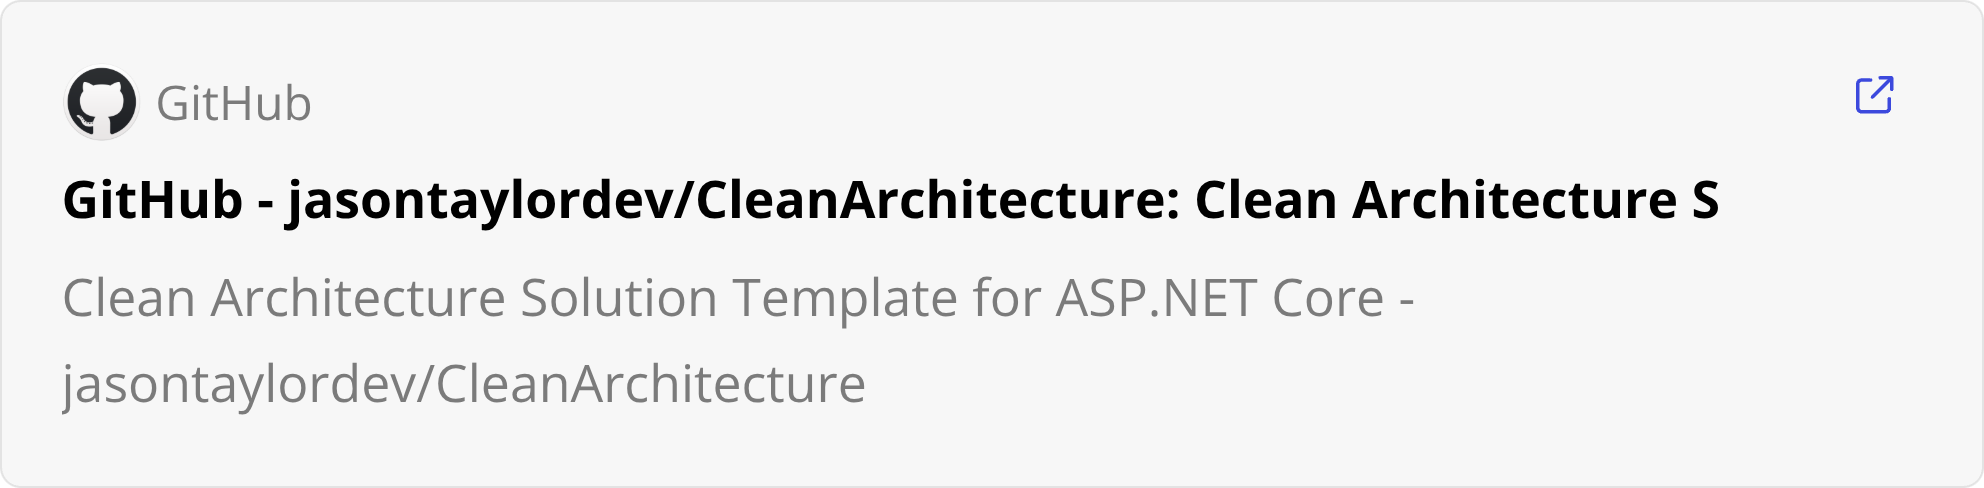 GitHub
GitHub - jasontaylordev/CleanArchitecture: Clean Architecture S
Clean Architecture Solution Template for ASP.NET Core -
jasontaylordev/CleanArchitecture